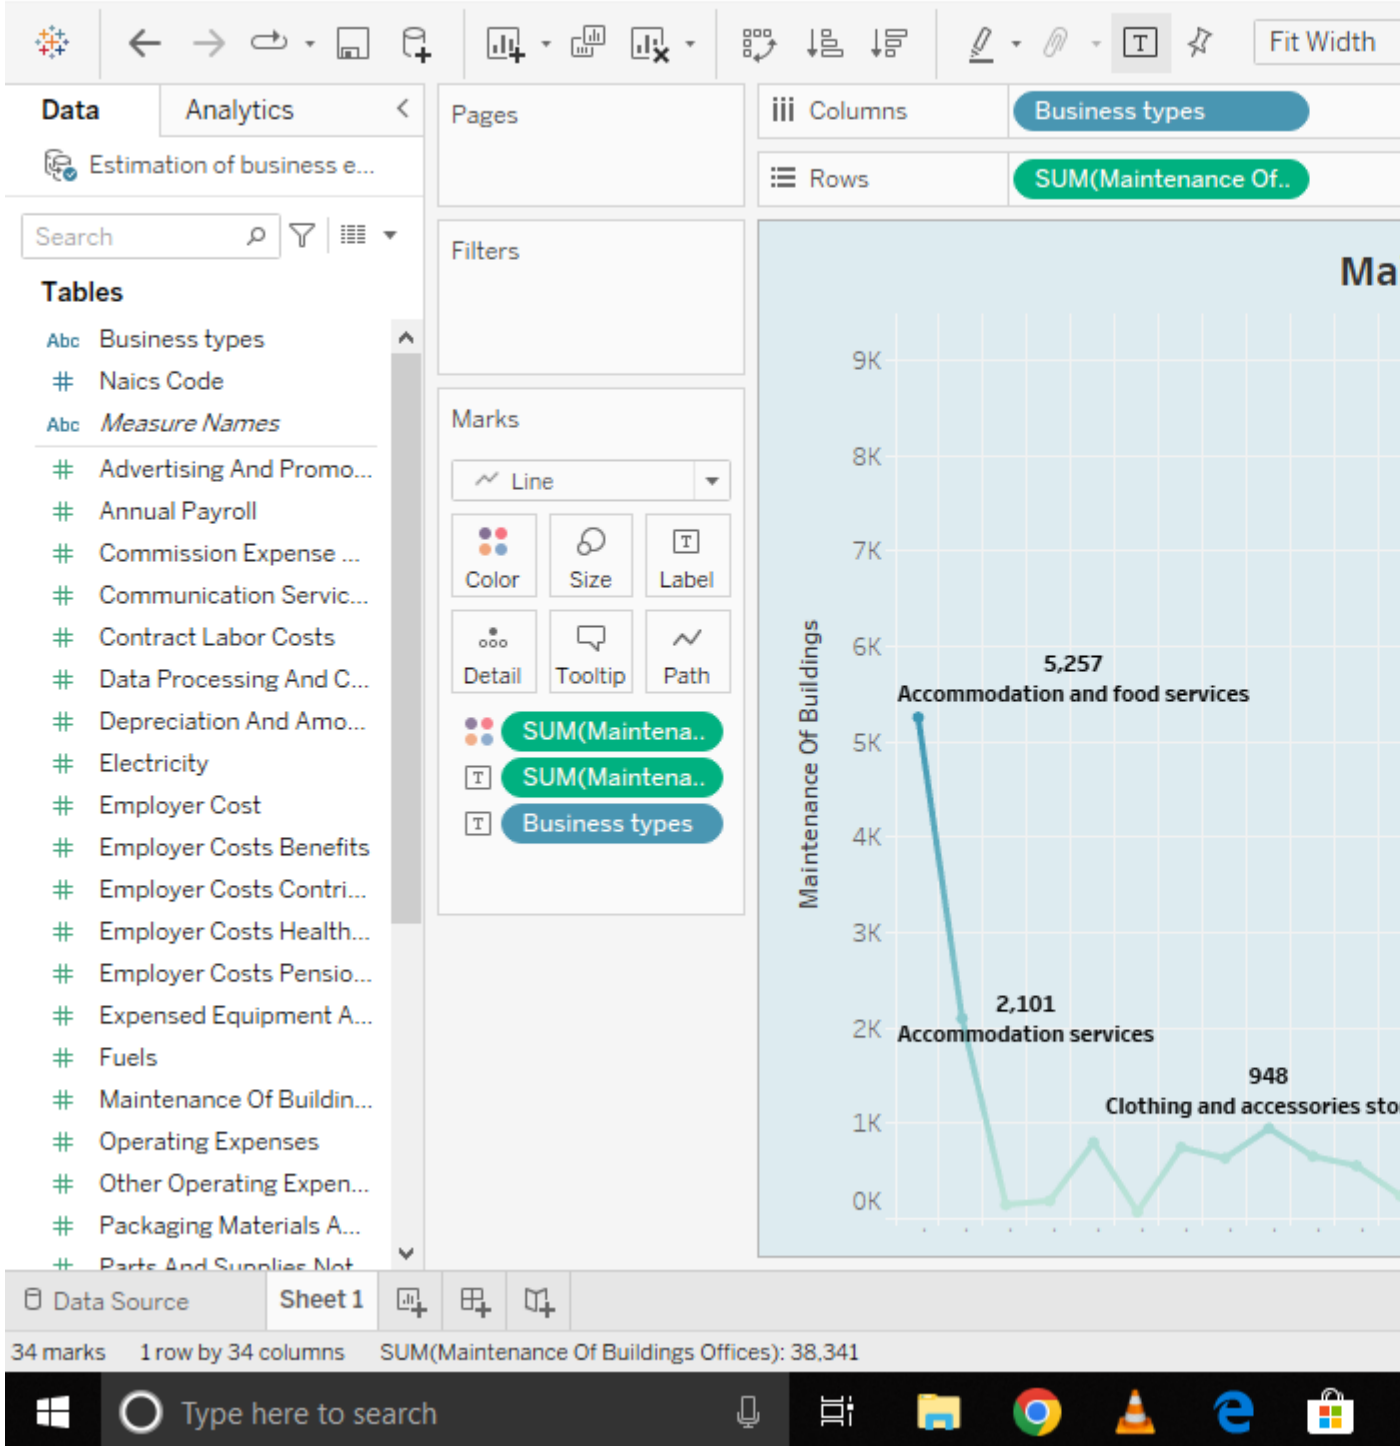 Fit Width
Data
Analytics
Estimation of business e...
Search
Tables
Abc Business types
# Naics Code
Abc Measure Names
# Advertising And Promo...
# Annual Payroll
# Commission Expense ...
# Communication Servic...
# Contract Labor Costs
# Data Processing And C...
# Depreciation And Amo...
# Electricity
# Employer Cost
# Employer Costs Benefits
# Employer Costs Contri...
# Employer Costs Health...
# Employer Costs Pensio...
# Expensed Equipment A...
# Fuels
# Maintenance Of Buildin...
# Operating Expenses
# Other Operating Expen...
# Packaging Materials A...
# Parts And Supplies Not
Pages
Filters
Marks
Line
Color
Size
T
Label
Detail
Tooltip
Path
SUM(Maintena..
T SUM(Maintena..
T Business types
Columns
Business types
Rows
SUM(Maintenance Of..
Ma
Maintenance Of Buildings
9K
8K
7K
6K
5K
4K
3K
2K
1K
0K
5,257
Accommodation and food services
2,101
Accommodation services
948
Clothing and accessories sto
Data Source
Sheet 1
34 marks
1 row by 34 columns
SUM(Maintenance Of Buildings Offices): 38,341
Type here to search